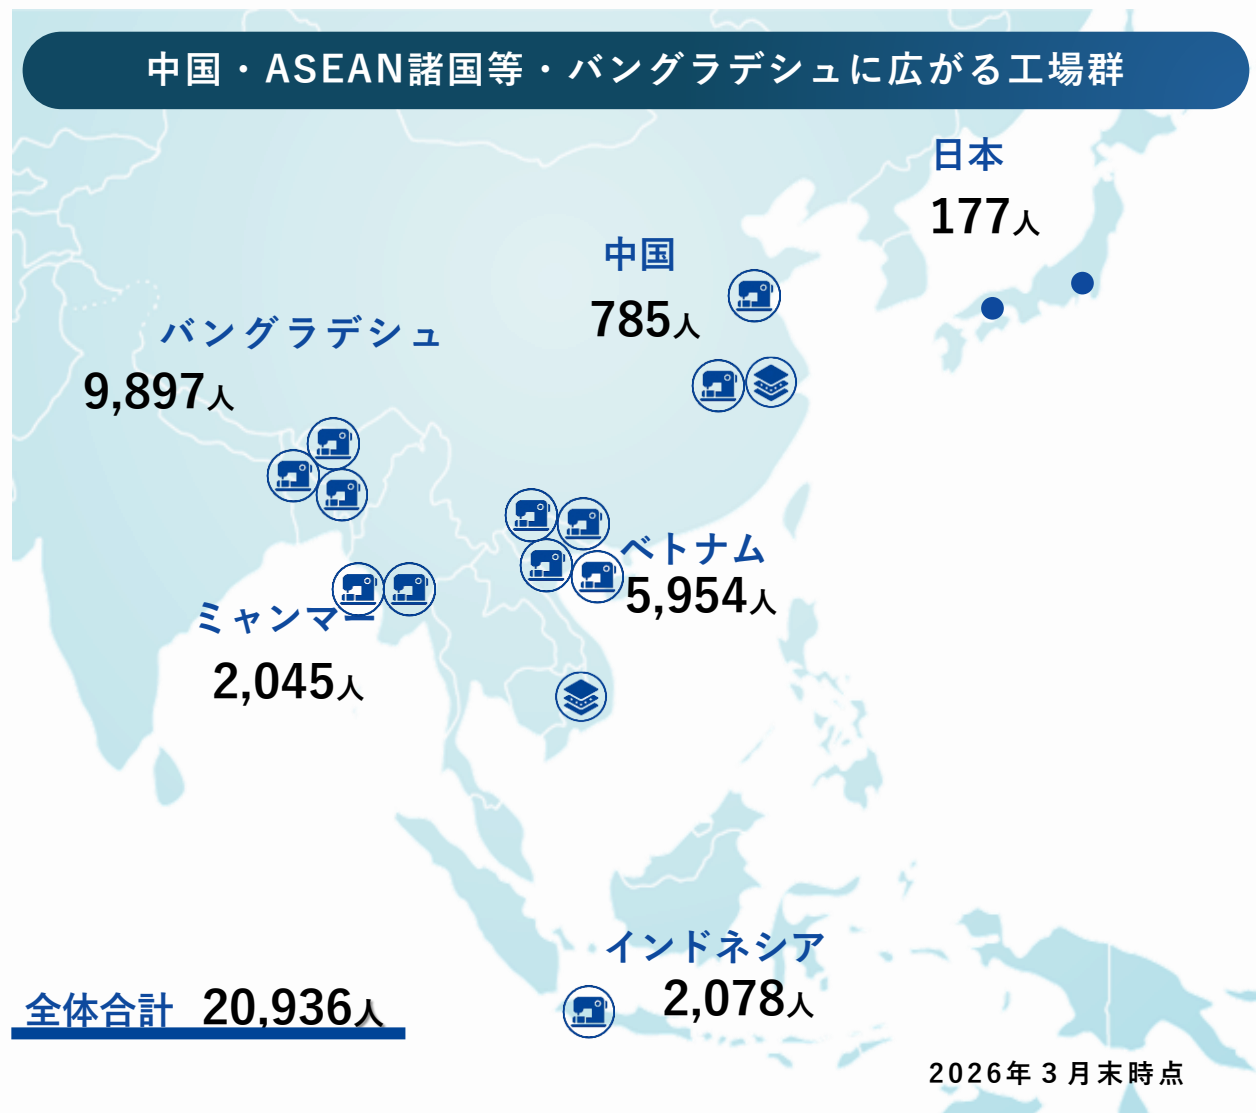 中国・ASEAN諸国等・バングラデシュに広がる工場群
日本
177人
中国
785人
バングラデシュ
9,897人
ベトナム
5,954人
ミャンマー
2,045人
インドネシア
2,078人
全体合計 20,936人
2026年3月末時点